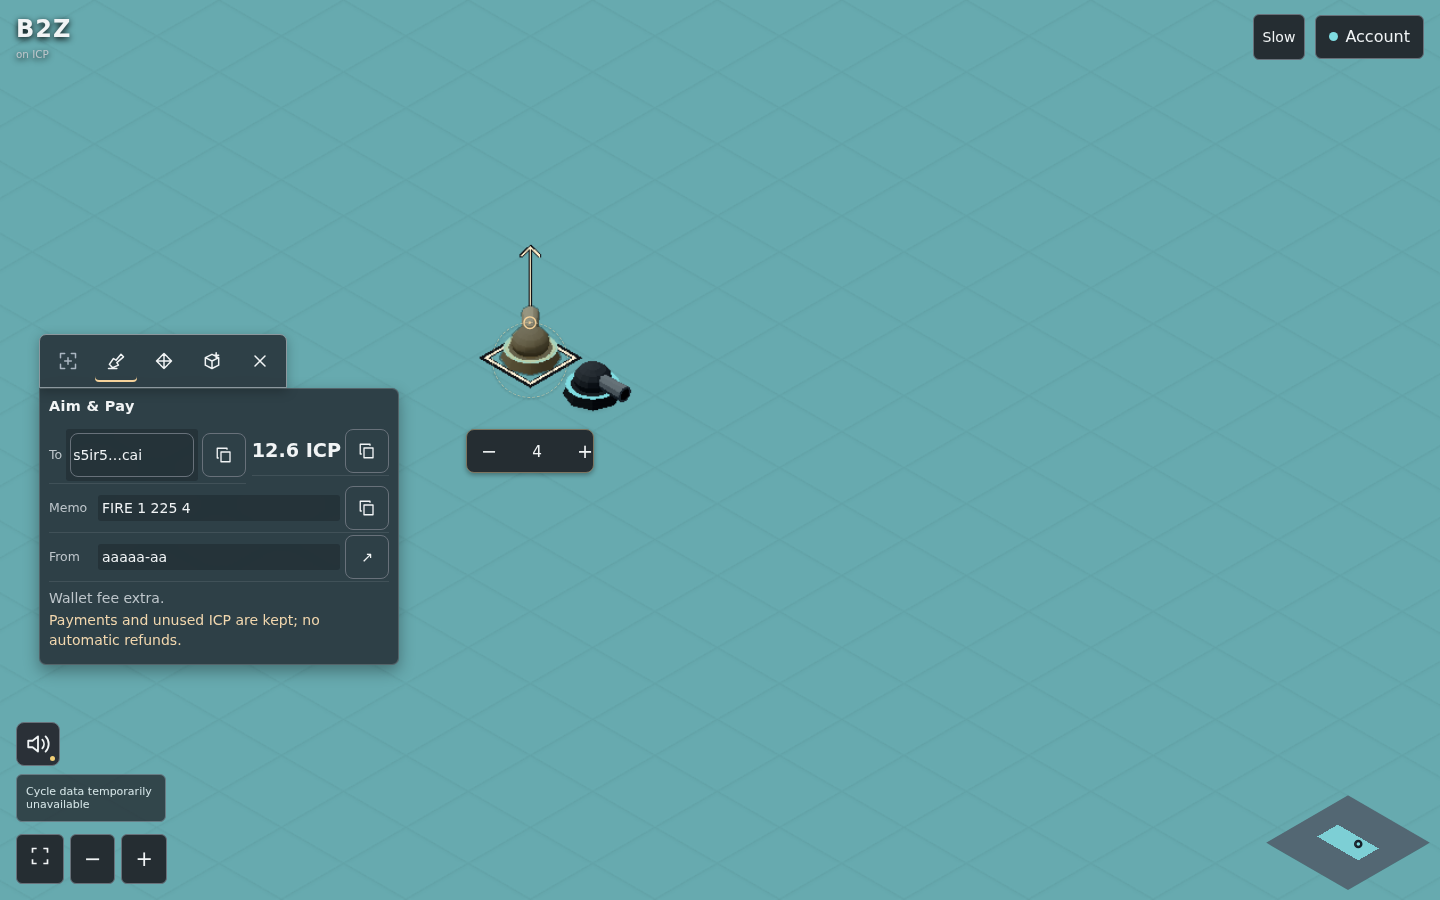 B2Z
on ICP
Slow
Account
Aim & Pay
To s5ir5…cai 12.6 ICP
Memo FIRE 1 225 4
From aaaaa-aa ↗
Wallet fee extra.
Payments and unused ICP are kept; no
automatic refunds.
− 4 +
Cycle data temporarily
unavailable
− +